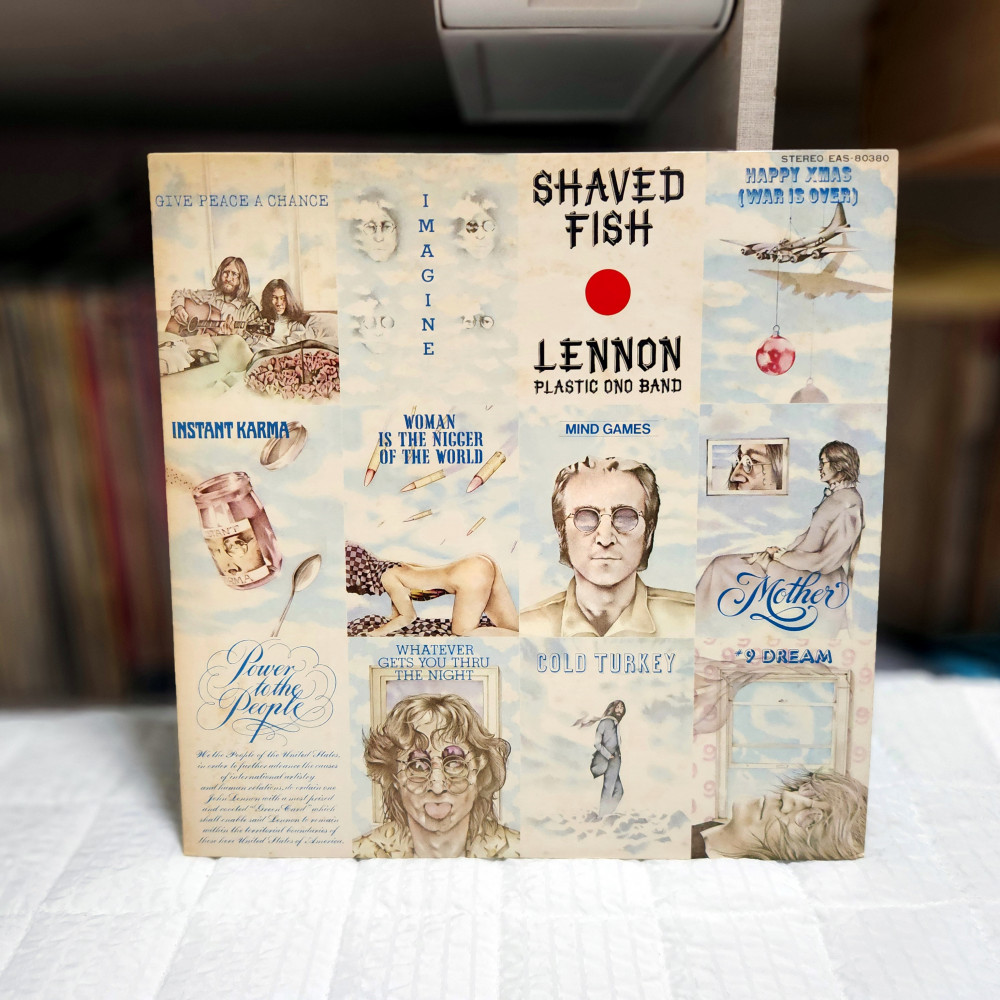 STEREO EAS-80380
GIVE PEACE A CHANCE
IMAGINE
SHAVED
FISH
LENNON
PLASTIC ONO BAND
HAPPY XMAS
(WAR IS OVER)
INSTANT KARMA
WOMAN
IS THE NIGGER
OF THE WORLD
MIND GAMES
Mother
Power
to the
People
We the People of the United States,
in order to further advance the causes
of international artistry
and human relations, do ordain one
John Lennon with a most prized
and coveted "Green Card" which
shall enable said Lennon to remain
within the territorial boundaries of
these here United States of America.
WHATEVER
GETS YOU THRU
THE NIGHT
COLD TURKEY
#9 DREAM
9